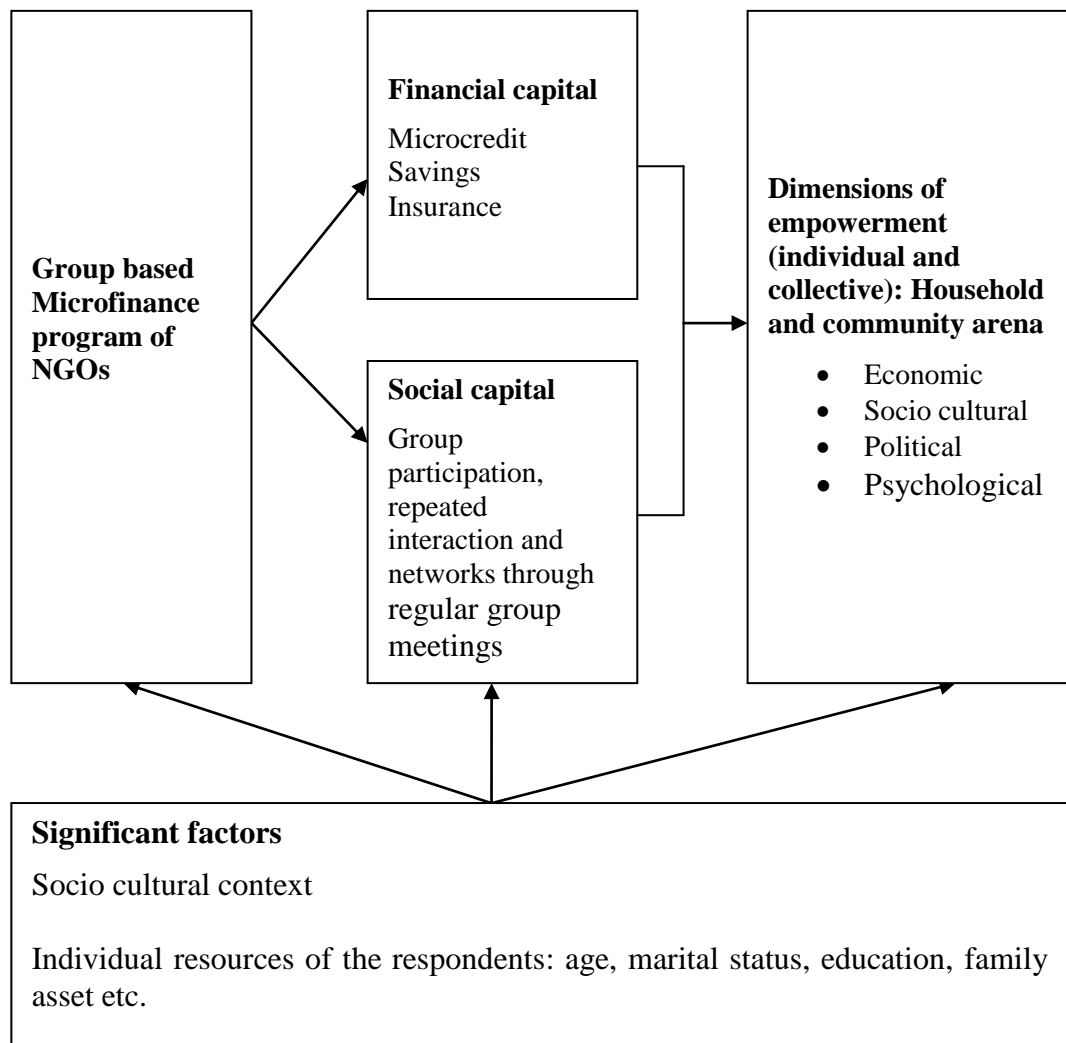 Group based
Microfinance
program of
NGOs
Financial capital
Microcredit
Savings
Insurance
Social capital
Group
participation,
repeated
interaction and
networks through
regular group
meetings
Dimensions of
empowerment
(individual and
collective): Household
and community arena
• Economic
• Socio cultural
• Political
• Psychological
Significant factors
Socio cultural context
Individual resources of the respondents: age, marital status, education, family
asset etc.